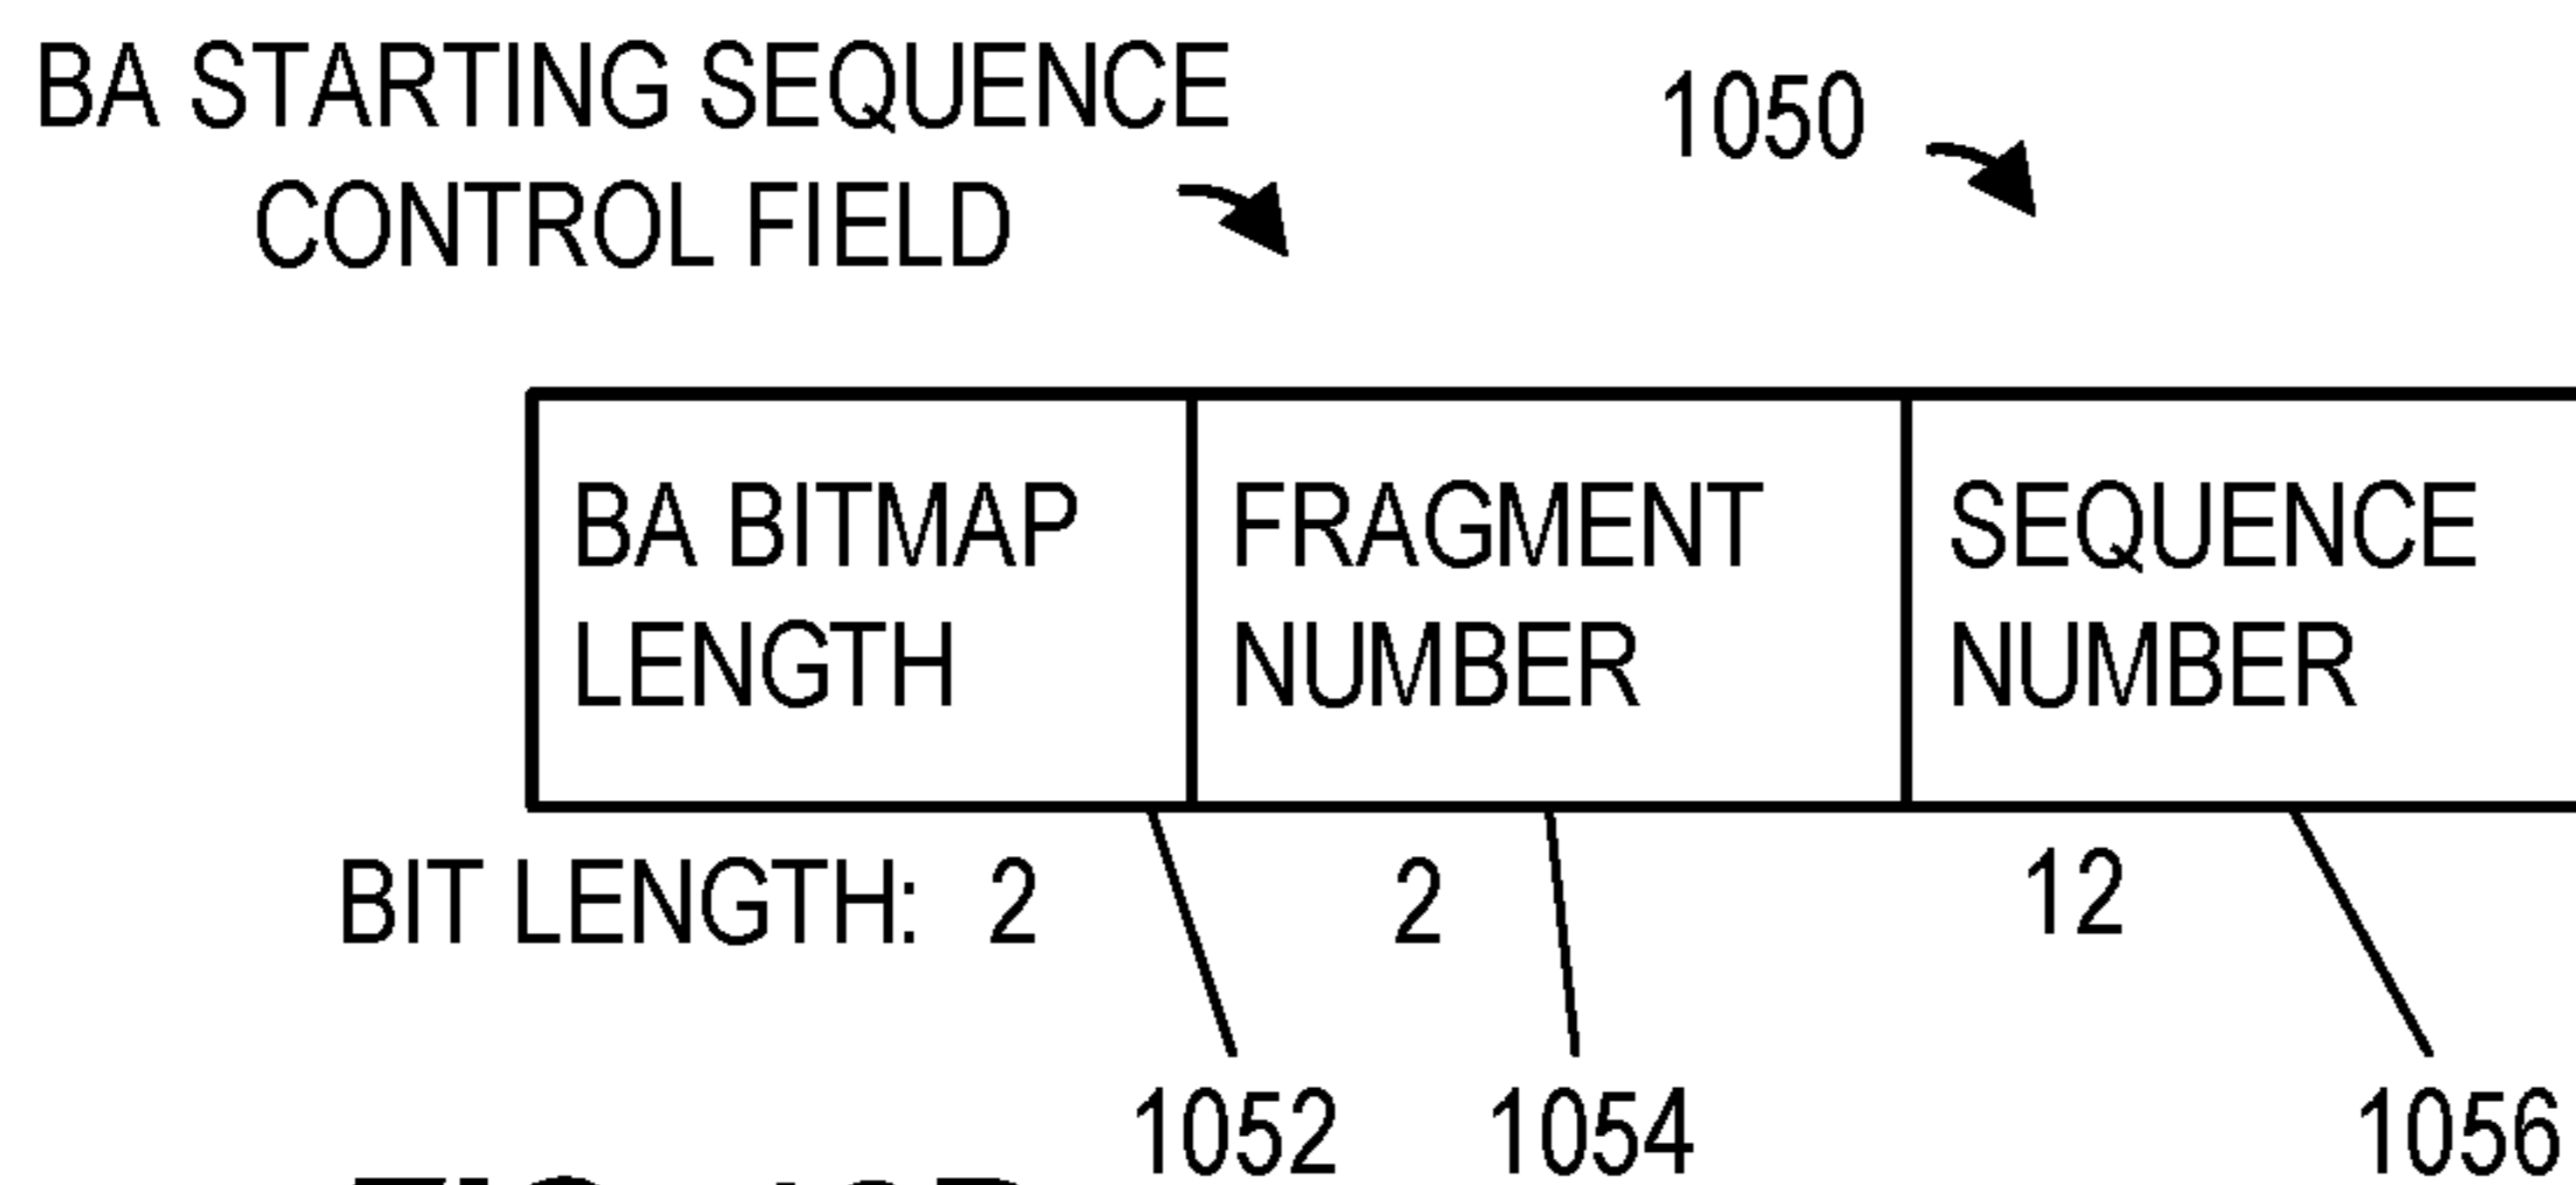 BA STARTING SEQUENCE
CONTROL FIELD
1050
BA BITMAP
LENGTH
FRAGMENT
NUMBER
SEQUENCE
NUMBER
BIT LENGTH: 2 2 12
1052 1054 1056